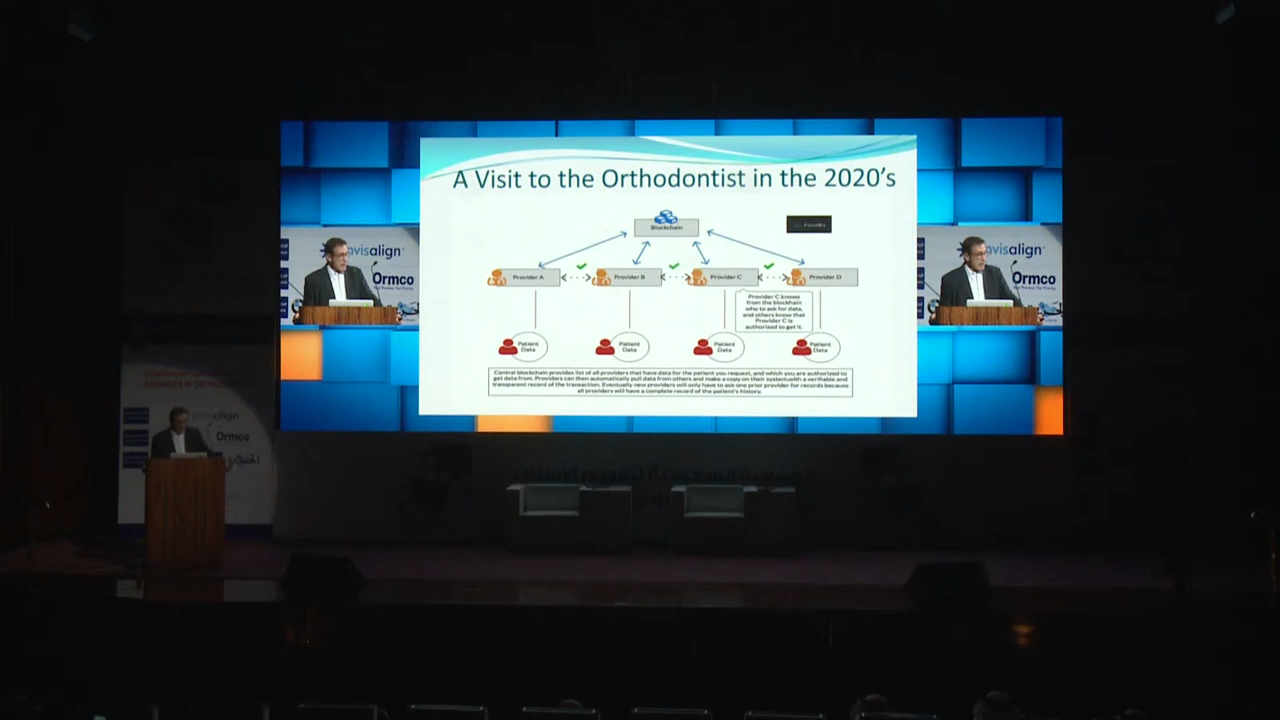 A Visit to the Orthodontist in the 2020's
Blockchain
Provider A
Provider B
Provider C
Provider D
Provider C knows
from the blockchain
who to ask for data,
and others know that
Provider C is
authorized to get it.
Patient
Data
Patient
Data
Patient
Data
Patient
Data
Central blockchain provides list of all providers that have data for the patient you request, and which you are authorized to
get data from. Providers can then automatically pull data from others and make a copy on their system,with a verifiable and
transparent record of the transaction. Eventually new providers will only have to ask one prior provider for records because
all providers will have a complete record of the patient's history.
nvisalign
Ormco
nvisalign
Ormco
visalign
Ormco